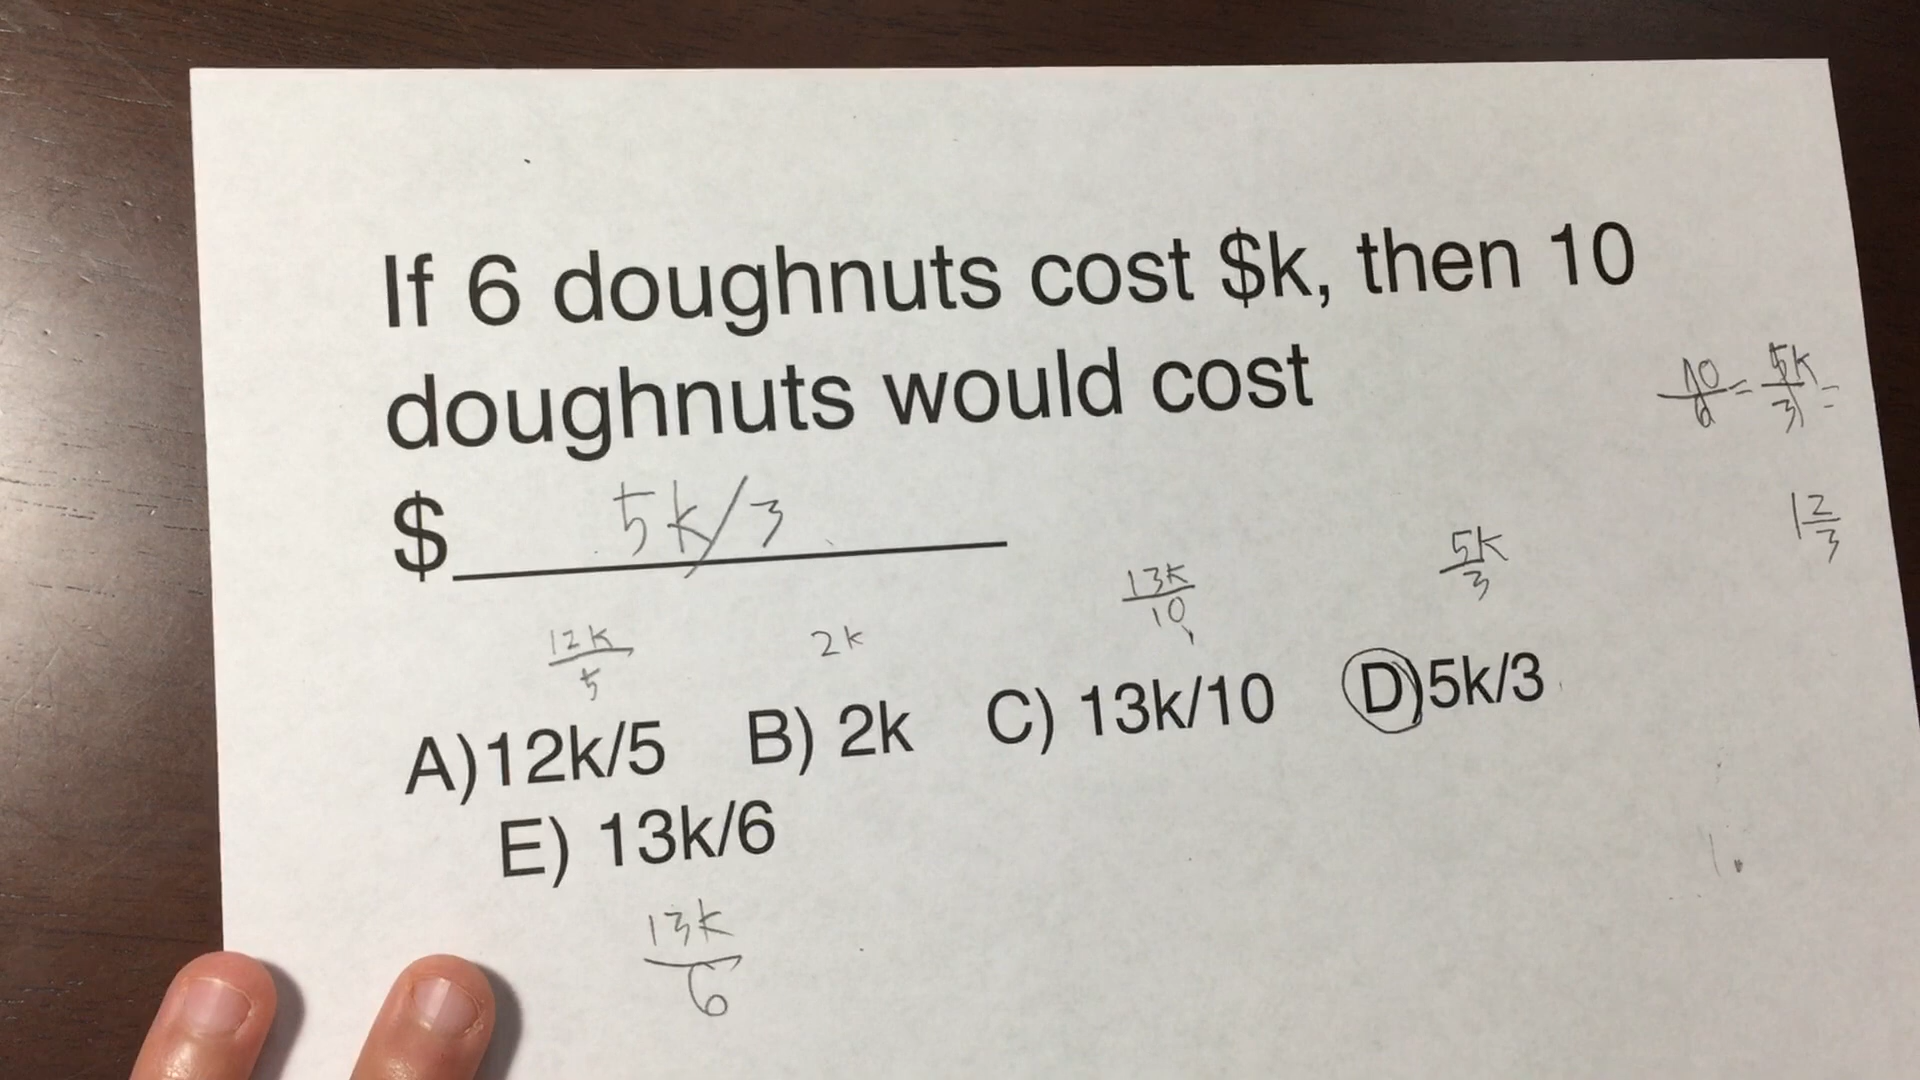 If 6 doughnuts cost $k, then 10
doughnuts would cost
10/6 = 5k/3 =
$ 5k/3
1 2/3
12k/5 2k 13k/10 5k/3
A)12k/5 B) 2k C) 13k/10 D)5k/3
E) 13k/6
13k/6